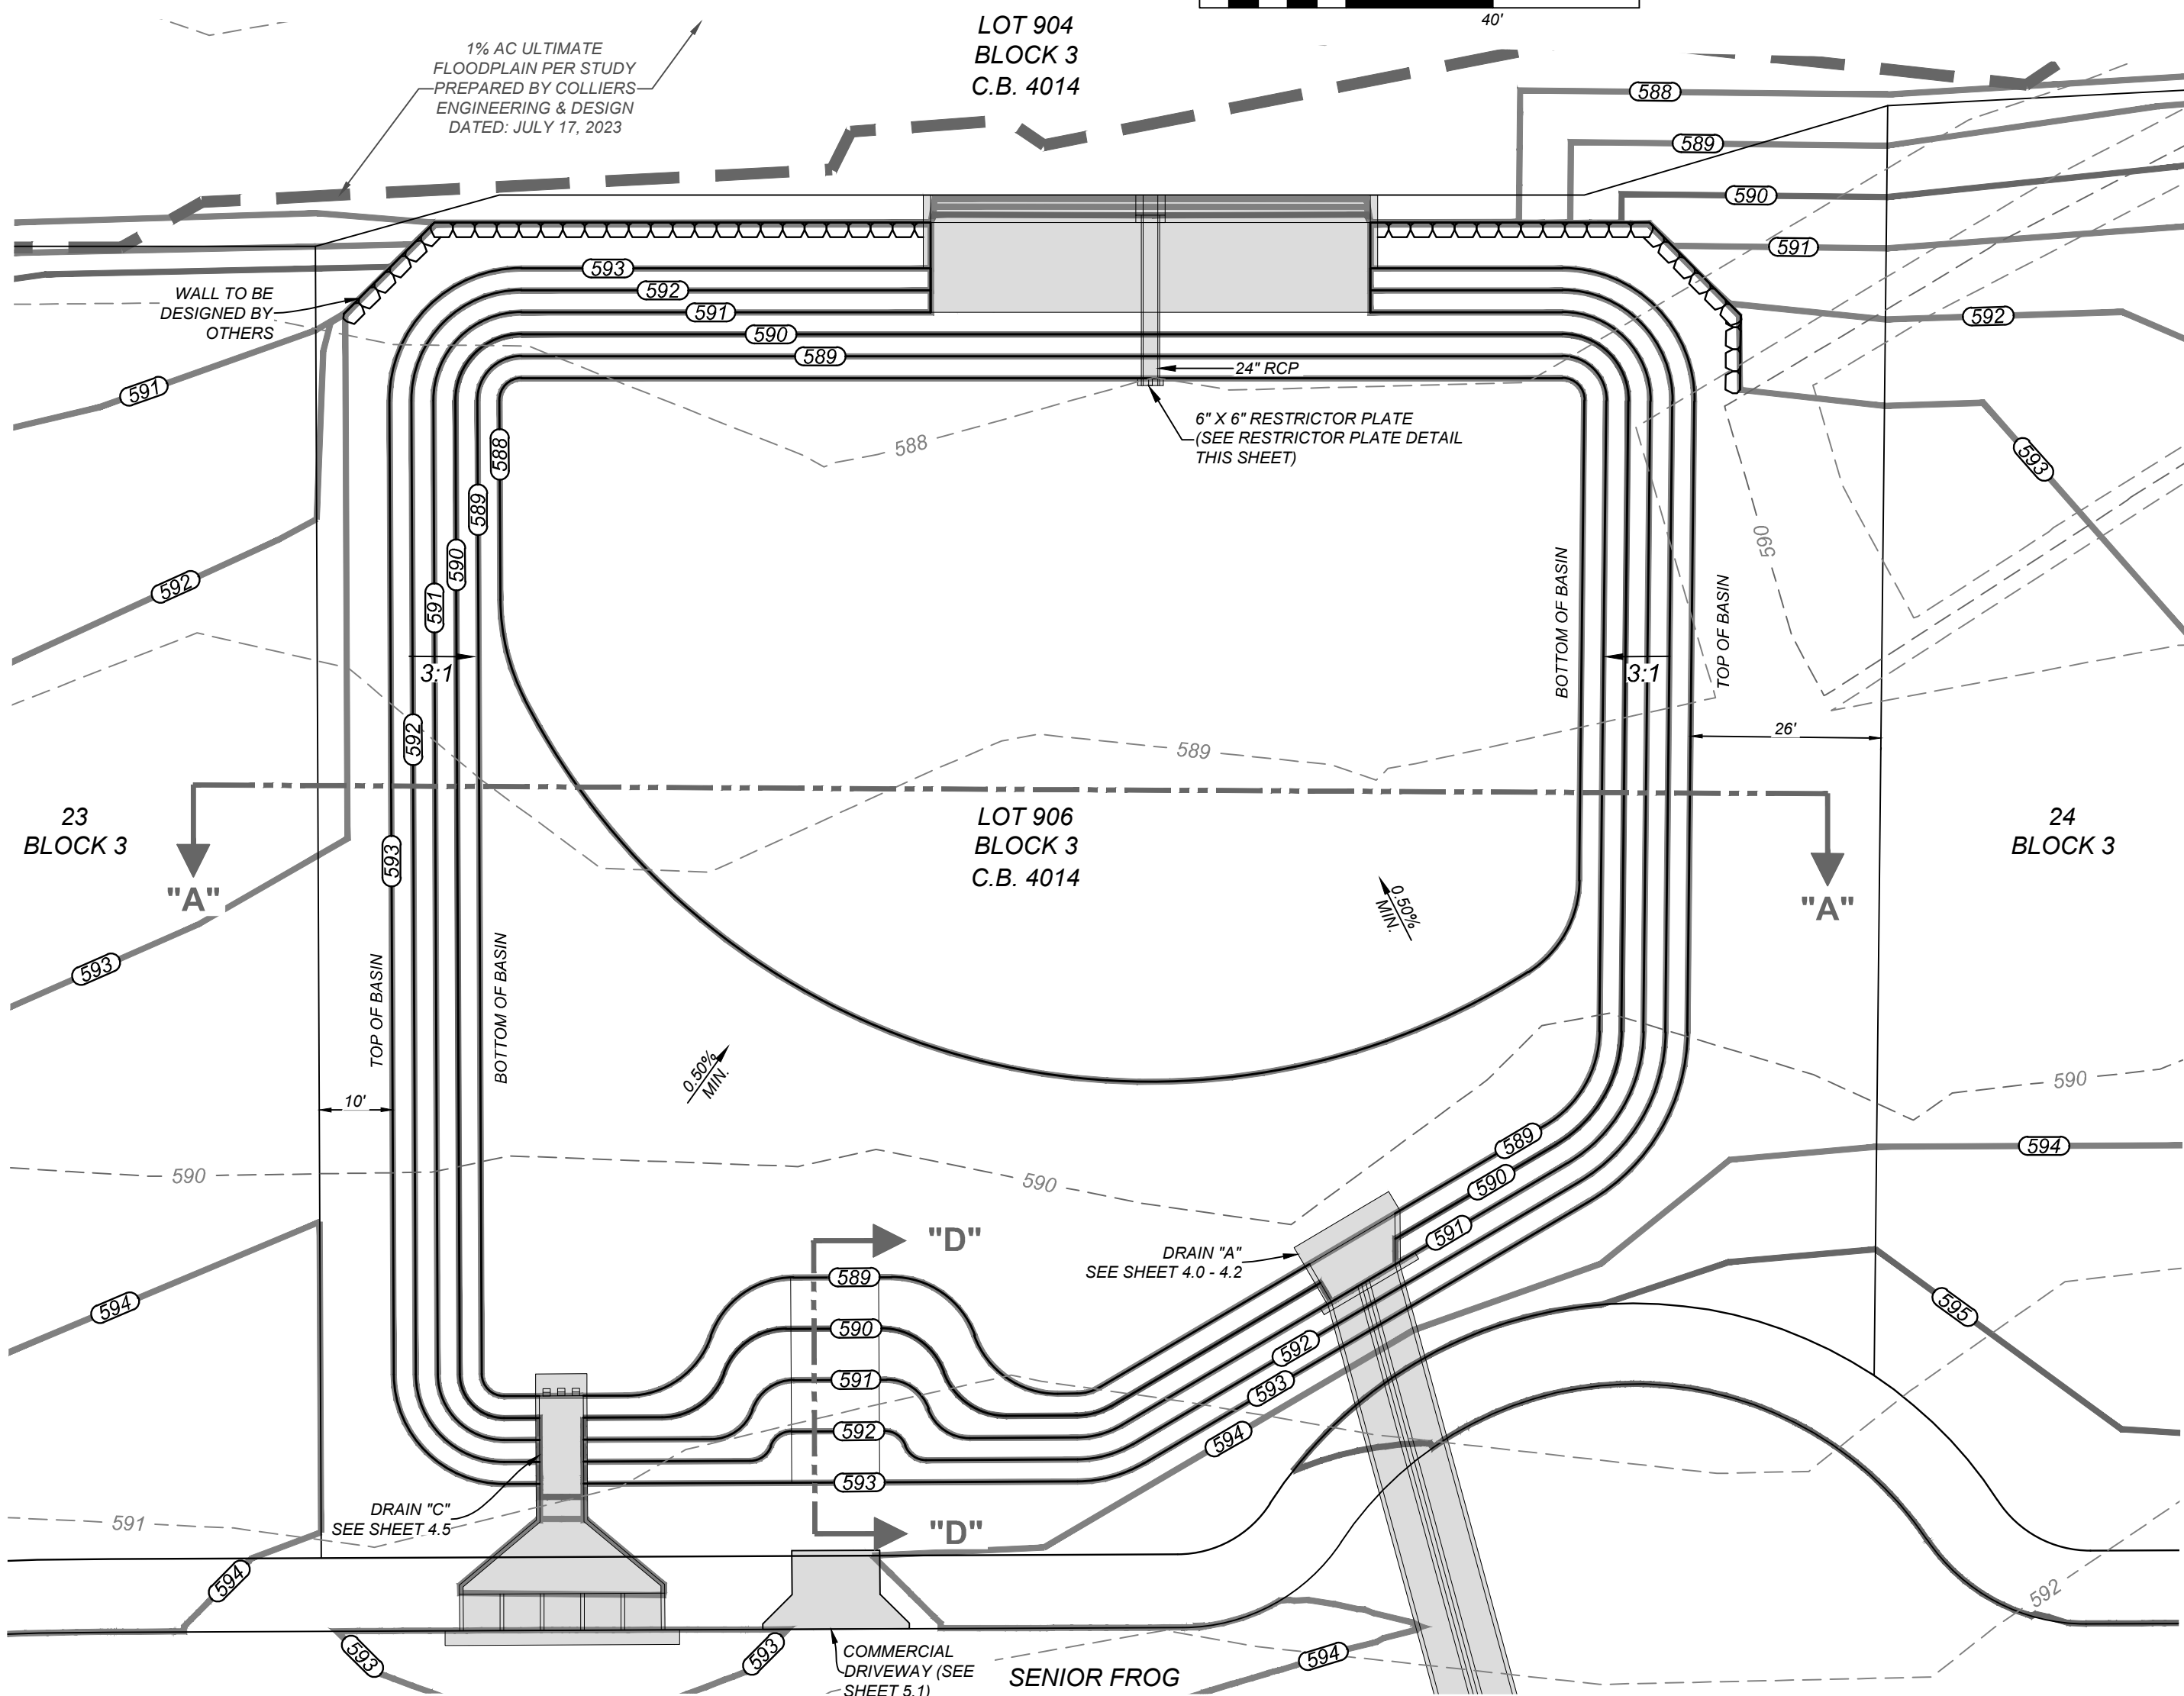 40'
LOT 904
BLOCK 3
C.B. 4014
1% AC ULTIMATE
FLOODPLAIN PER STUDY
PREPARED BY COLLIERS
ENGINEERING & DESIGN
DATED: JULY 17, 2023
588
589
590
591
592
593
593
592
591
590
589
WALL TO BE
DESIGNED BY
OTHERS
591
24" RCP
6" X 6" RESTRICTOR PLATE
(SEE RESTRICTOR PLATE DETAIL
THIS SHEET)
588
588
589
590
591
592
593
592
590
BOTTOM OF BASIN
TOP OF BASIN
3:1
3:1
26'
589
23
BLOCK 3
LOT 906
BLOCK 3
C.B. 4014
24
BLOCK 3
"A"
"A"
0.50%
MIN.
593
TOP OF BASIN
BOTTOM OF BASIN
0.50%
MIN.
10'
590
590
590
589
590
591
592
593
594
594
595
594
DRAIN "A"
SEE SHEET 4.0 - 4.2
"D"
589
590
591
592
593
"D"
DRAIN "C"
SEE SHEET 4.5
591
594
593
593
COMMERCIAL
DRIVEWAY (SEE
SHEET 5.1)
SENIOR FROG
594
592